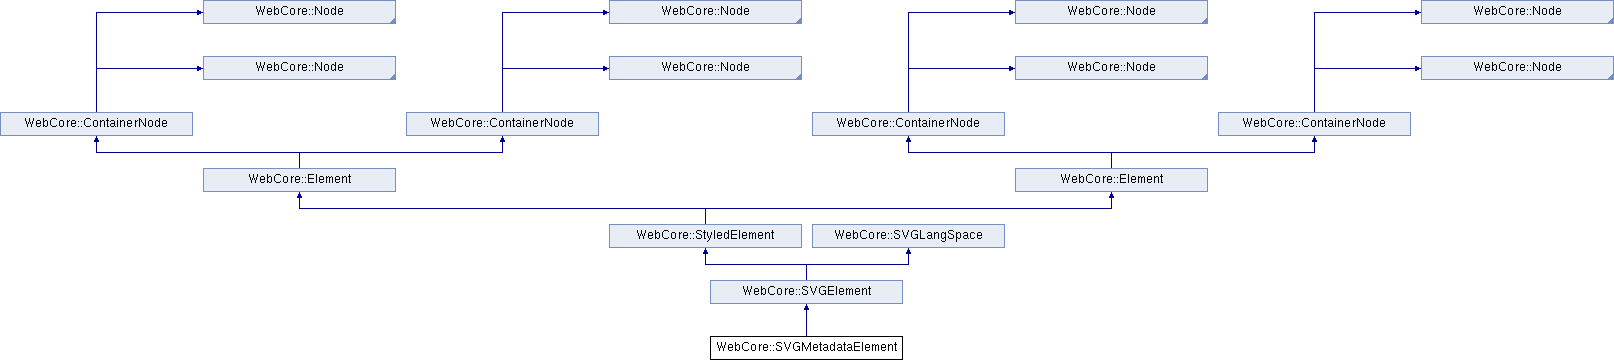 WebCore::Node
WebCore::Node
WebCore::Node
WebCore::Node
WebCore::Node
WebCore::Node
WebCore::Node
WebCore::Node
WebCore::ContainerNode
WebCore::ContainerNode
WebCore::ContainerNode
WebCore::ContainerNode
WebCore::Element
WebCore::Element
WebCore::StyledElement
WebCore::SVGLangSpace
WebCore::SVGElement
WebCore::SVGMetadataElement